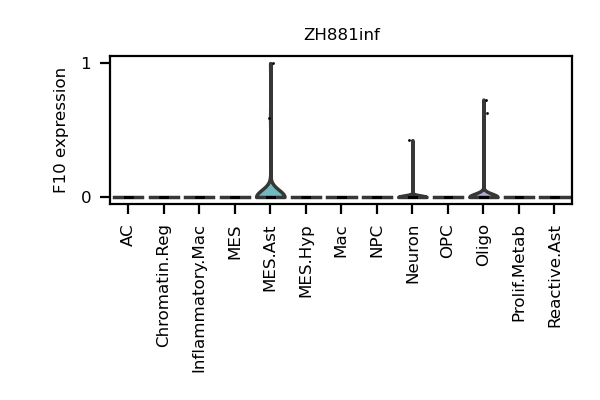 ZH881inf
F10 expression
1
0
AC
Chromatin.Reg
Inflammatory.Mac
MES
MES.Ast
MES.Hyp
Mac
NPC
Neuron
OPC
Oligo
Prolif.Metab
Reactive.Ast